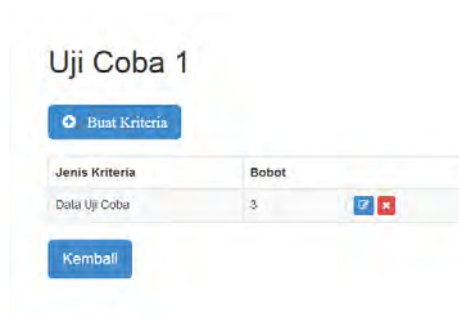 Uji Coba 1
Buat Kriteria
Jenis Kriteria Bobot
Data Uji Coba 3
Kembali